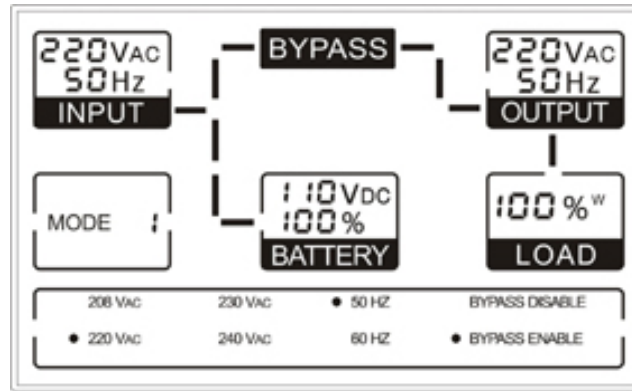 220VAC
50Hz
INPUT
BYPASS
220VAC
50Hz
OUTPUT
MODE 1
110VDC
100%
BATTERY
100%W
LOAD
208 VAC 230 VAC ● 50 HZ BYPASS DISABLE
● 220 VAC 240 VAC 60 HZ ● BYPASS ENABLE